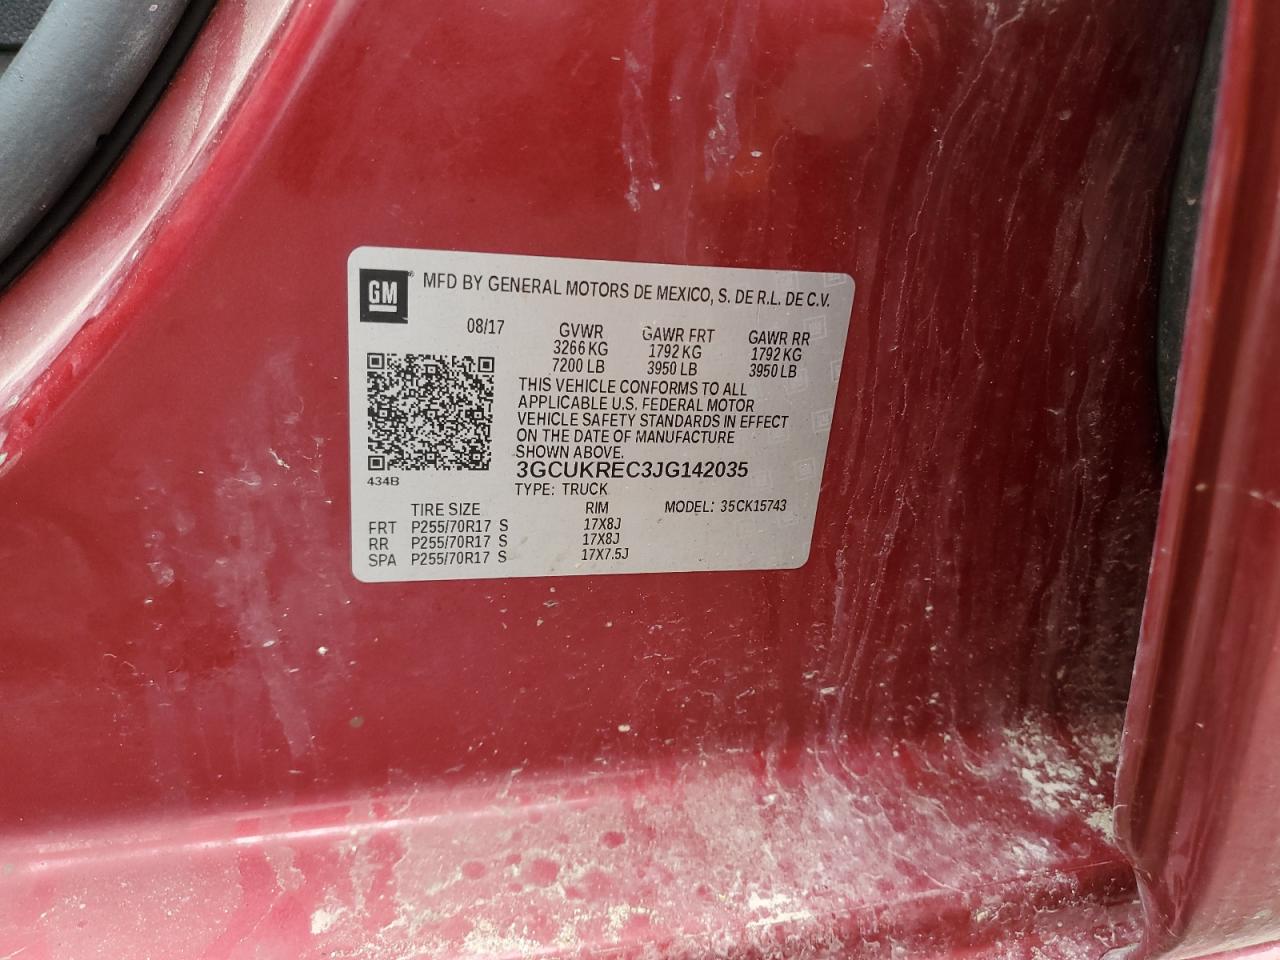 GM ® MFD BY GENERAL MOTORS DE MEXICO, S. DE R.L. DE C.V.
08/17 GVWR GAWR FRT GAWR RR
3266 KG 1792 KG 1792 KG
7200 LB 3950 LB 3950 LB
THIS VEHICLE CONFORMS TO ALL
APPLICABLE U.S. FEDERAL MOTOR
VEHICLE SAFETY STANDARDS IN EFFECT
ON THE DATE OF MANUFACTURE
SHOWN ABOVE.
3GCUKREC3JG142035
434B TYPE: TRUCK
TIRE SIZE RIM MODEL: 35CK15743
FRT P255/70R17 S 17X8J
RR P255/70R17 S 17X8J
SPA P255/70R17 S 17X7.5J